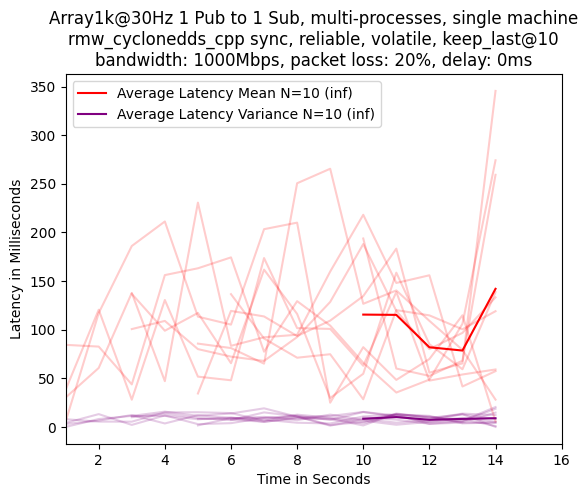 Array1k@30Hz 1 Pub to 1 Sub, multi-processes, single machine
rmw_cyclonedds_cpp sync, reliable, volatile, keep_last@10
bandwidth: 1000Mbps, packet loss: 20%, delay: 0ms
Average Latency Mean N=10 (inf)
Average Latency Variance N=10 (inf)
Latency in Milliseconds
350
300
250
200
150
100
50
0
2 4 6 8 10 12 14 16
Time in Seconds